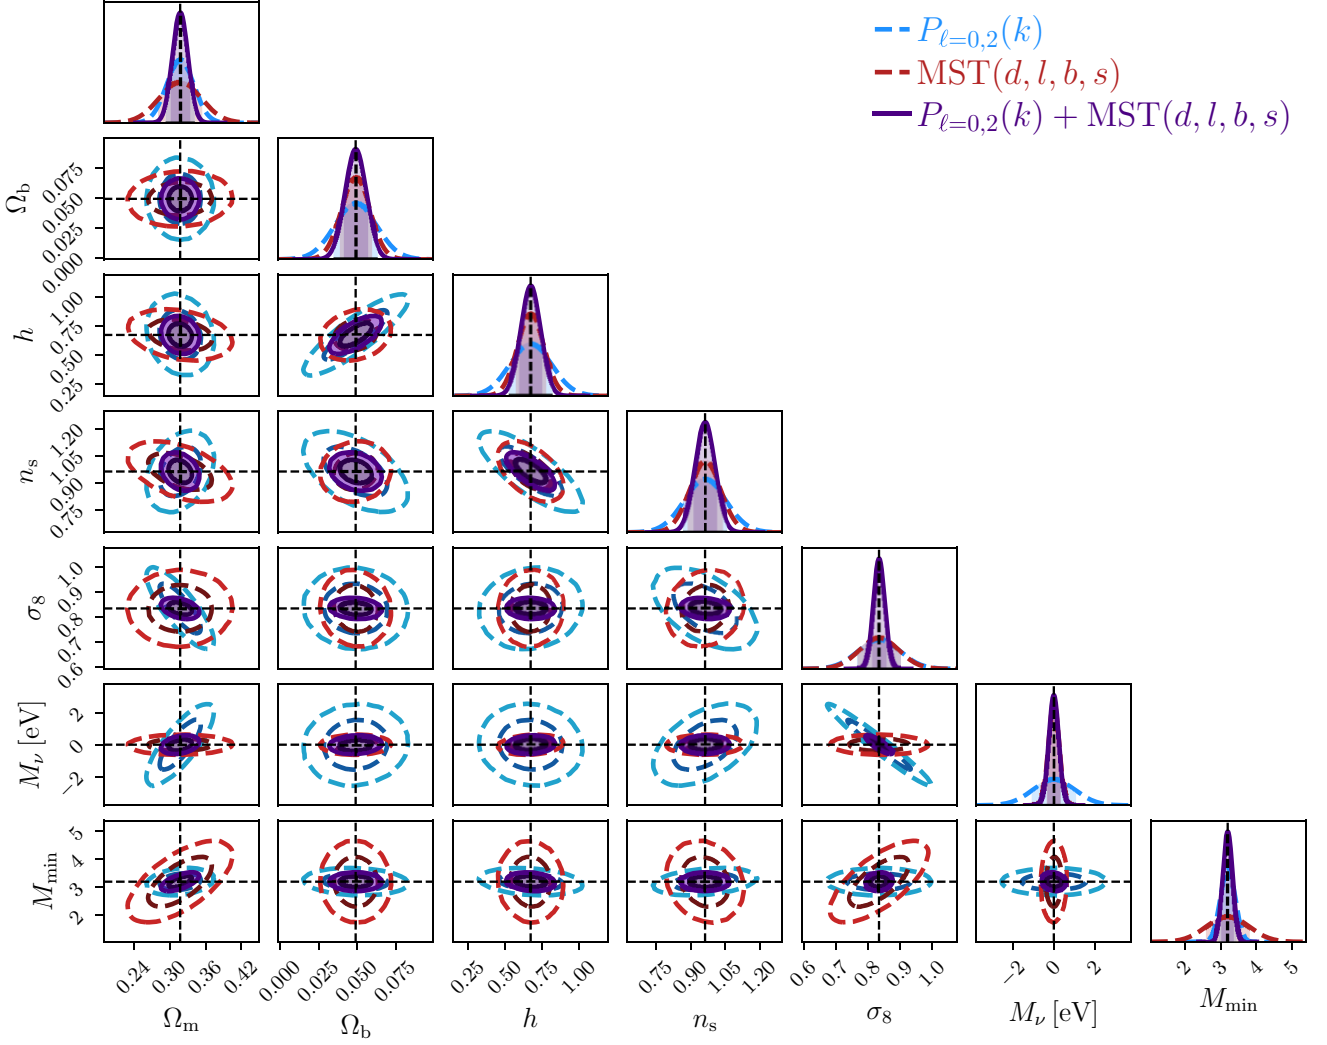 P_{ℓ=0,2}(k)
MST(d, l, b, s)
P_{ℓ=0,2}(k) + MST(d, l, b, s)
Ω_b
0.075
0.050
0.025
0.000
h
1.00
0.75
0.50
0.25
n_s
1.20
1.05
0.90
0.75
σ_8
1.0
0.9
0.8
0.7
0.6
M_ν [eV]
2
0
−2
M_min
5
4
3
2
0.24 0.30 0.36 0.42 0.000 0.025 0.050 0.075 0.25 0.50 0.75 1.00 0.75 0.90 1.05 1.20 0.6 0.7 0.8 0.9 1.0 −2 0 2 2 3 4 5
Ω_m Ω_b h n_s σ_8 M_ν [eV] M_min